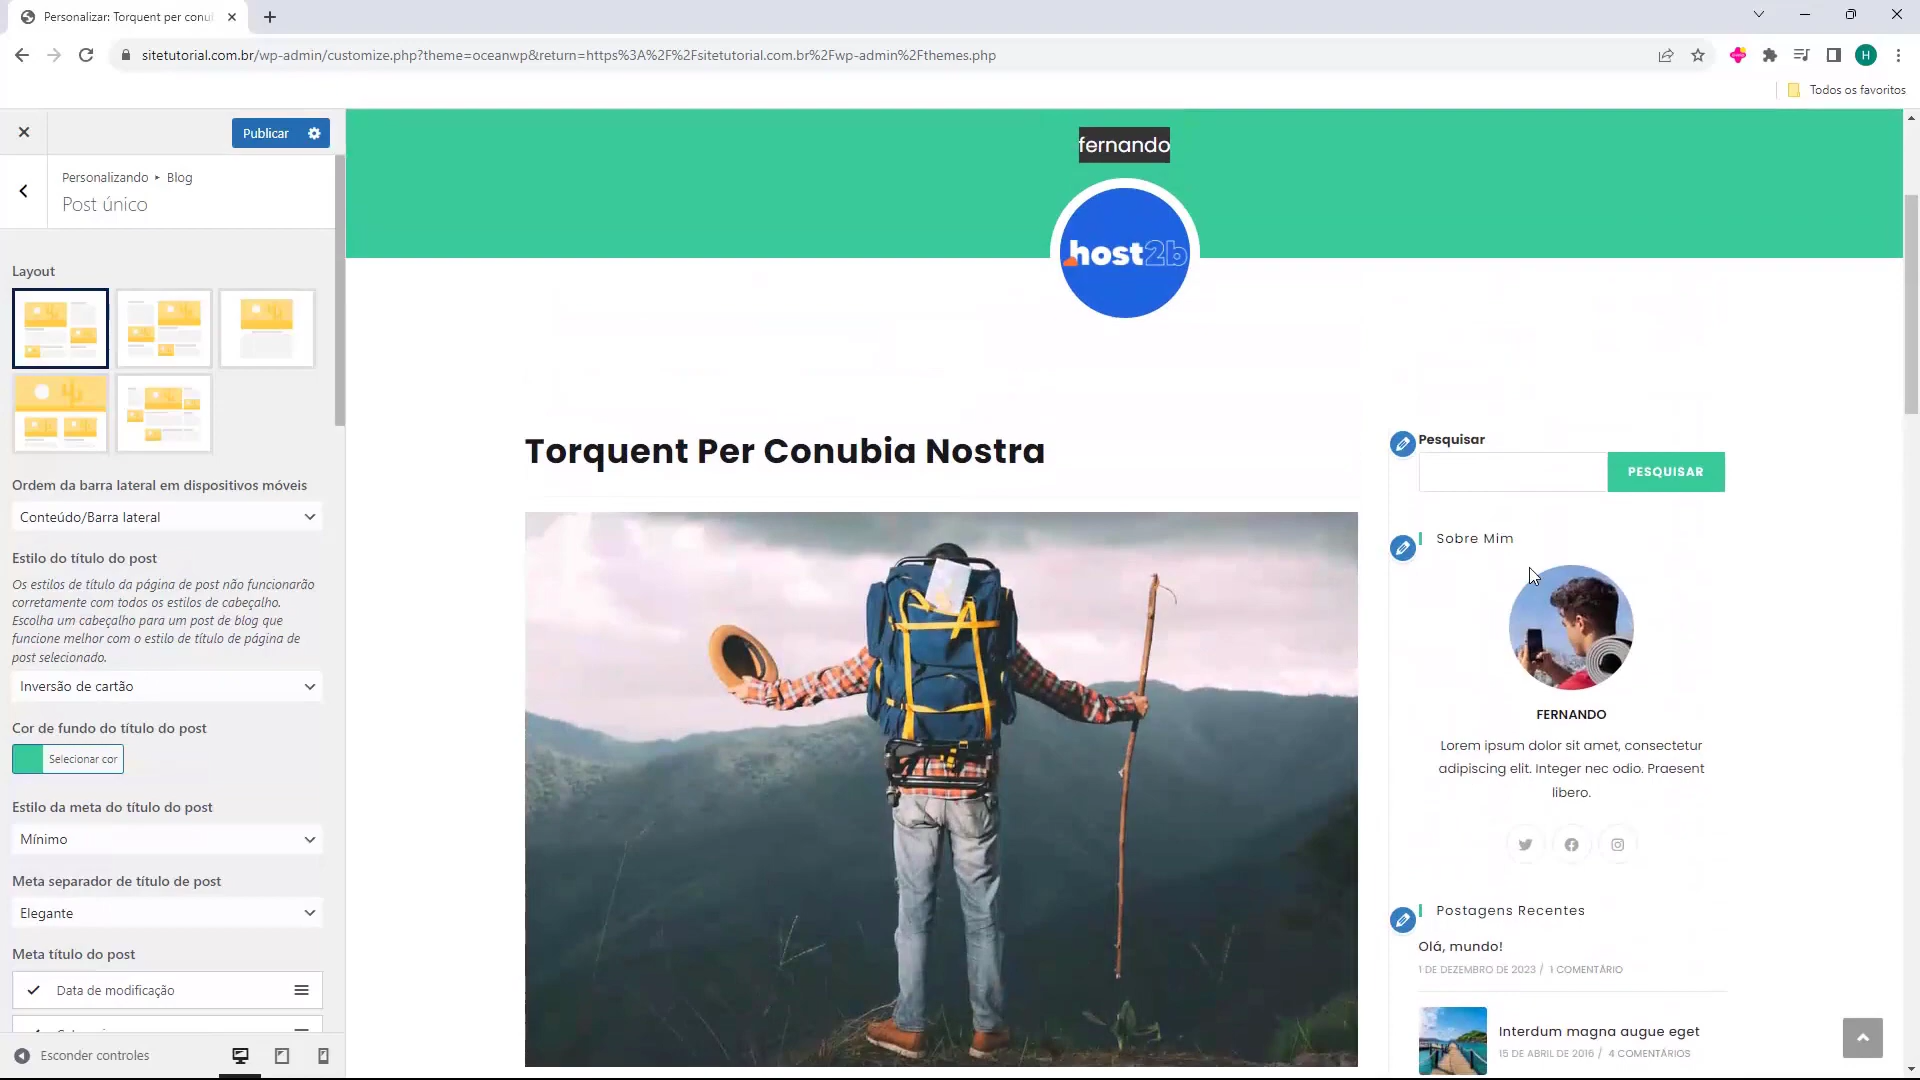 Personalizar: Torquent per conu
sitetutorial.com.br/wp-admin/customize.php?theme=oceanwp&return=https%3A%2F%2Fsitetutorial.com.br%2Fwp-admin%2Fthemes.php
H
Todos os favoritos
Publicar
Personalizando ▸ Blog
Post único
Layout
Ordem da barra lateral em dispositivos móveis
Conteúdo/Barra lateral
Estilo do título do post
Os estilos de título da página de post não funcionarão
corretamente com todos os estilos de cabeçalho.
Escolha um cabeçalho para um post de blog que
funcione melhor com o estilo de título de página de
post selecionado.
Inversão de cartão
Cor de fundo do título do post
Selecionar cor
Estilo da meta do título do post
Mínimo
Meta separador de título de post
Elegante
Meta título do post
Data de modificação
Esconder controles
fernando
host2b
Torquent Per Conubia Nostra
Pesquisar
PESQUISAR
Sobre Mim
FERNANDO
Lorem ipsum dolor sit amet, consectetur
adipiscing elit. Integer nec odio. Praesent
libero.
Postagens Recentes
Olá, mundo!
1 DE DEZEMBRO DE 2023 / 1 COMENTÁRIO
Interdum magna augue eget
15 DE ABRIL DE 2016 / 4 COMENTÁRIOS